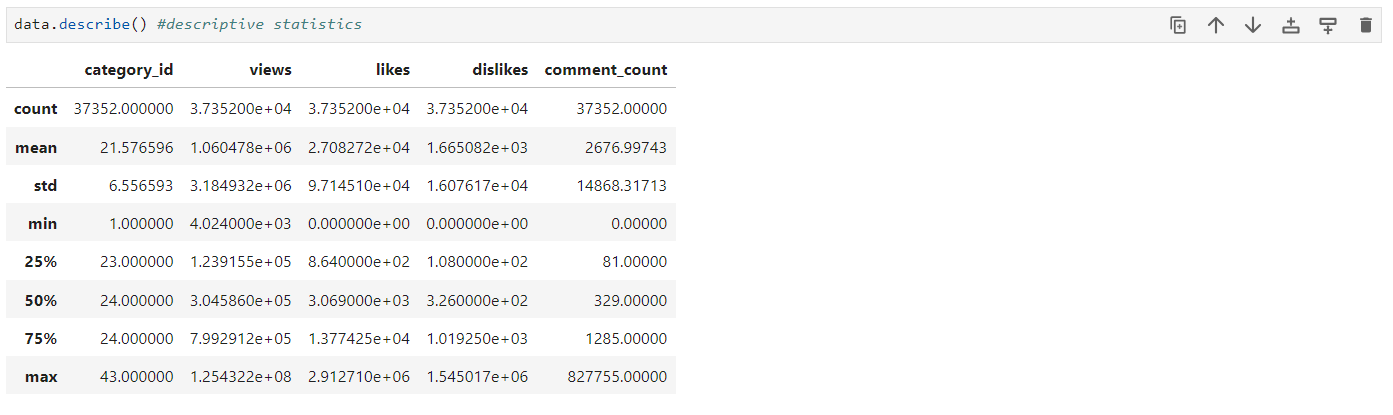 data.describe() #descriptive statistics
category_id views likes dislikes comment_count
count 37352.000000 3.735200e+04 3.735200e+04 3.735200e+04 37352.00000
mean 21.576596 1.060478e+06 2.708272e+04 1.665082e+03 2676.99743
std 6.556593 3.184932e+06 9.714510e+04 1.607617e+04 14868.31713
min 1.000000 4.024000e+03 0.000000e+00 0.000000e+00 0.00000
25% 23.000000 1.239155e+05 8.640000e+02 1.080000e+02 81.00000
50% 24.000000 3.045860e+05 3.069000e+03 3.260000e+02 329.00000
75% 24.000000 7.992912e+05 1.377425e+04 1.019250e+03 1285.00000
max 43.000000 1.254322e+08 2.912710e+06 1.545017e+06 827755.00000